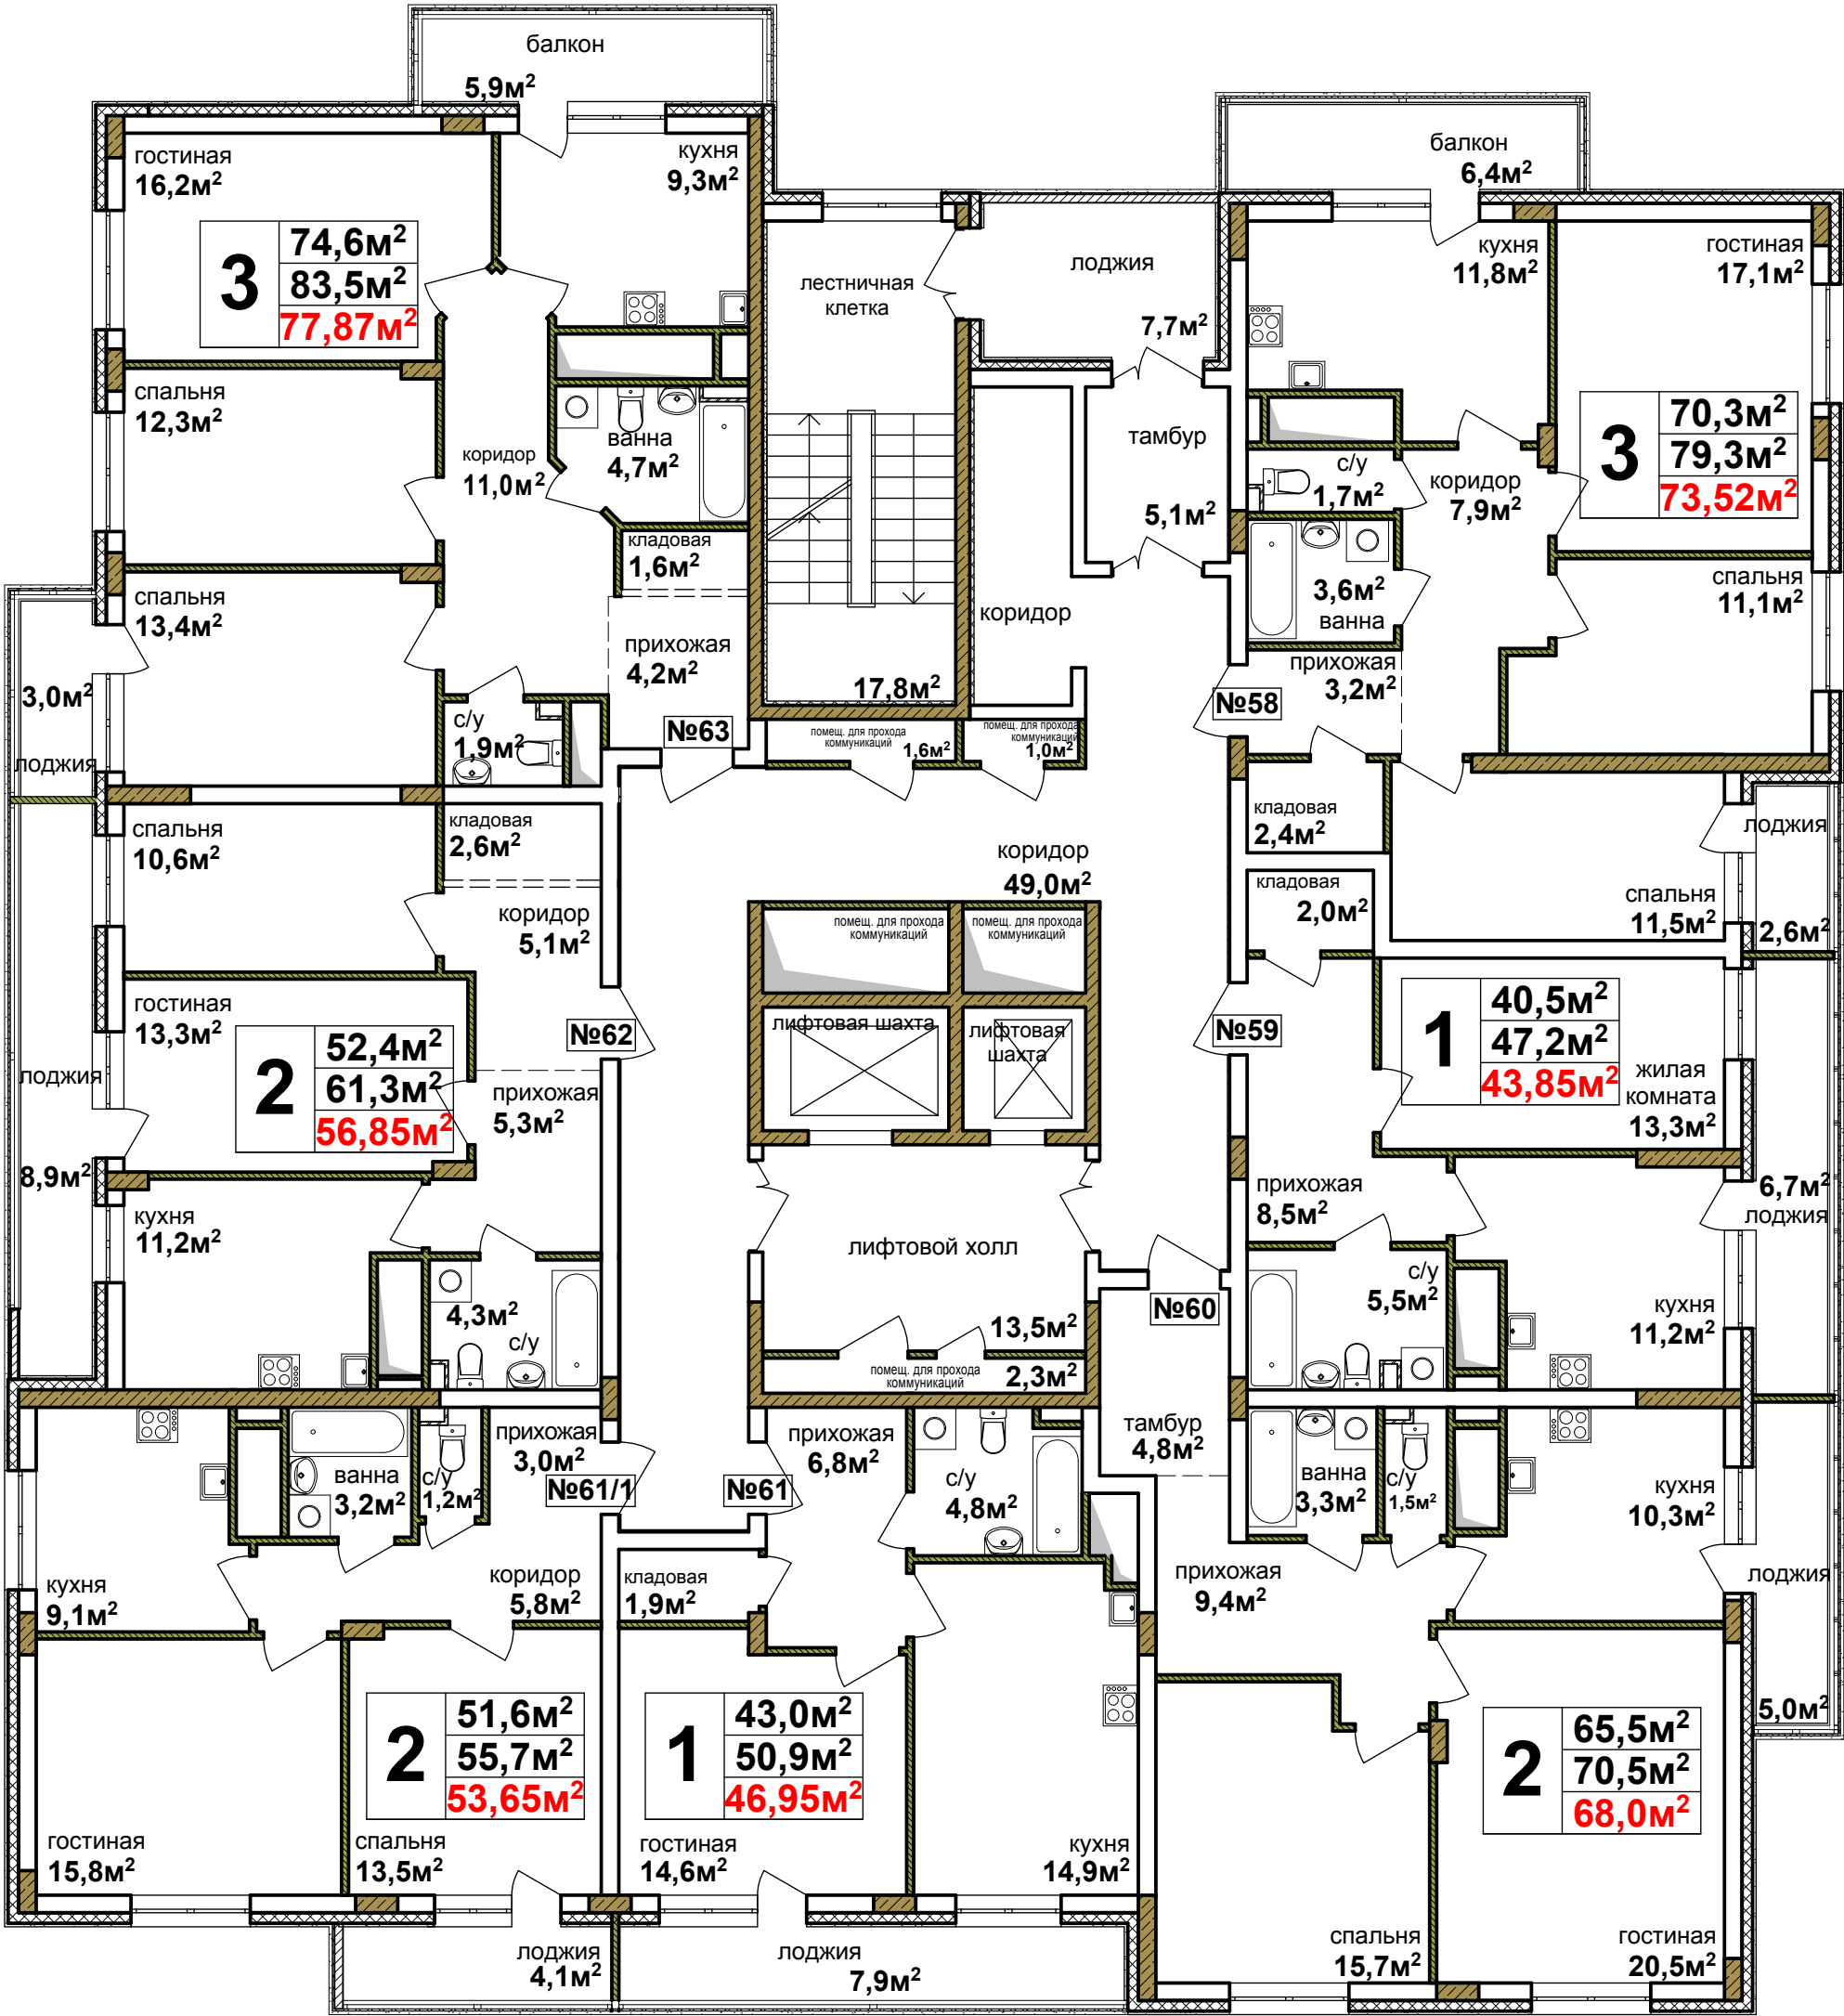 балкон
5,9м²
гостиная
16,2м²
кухня
9,3м²
3
74,6м²
83,5м²
77,87м²
спальня
12,3м²
коридор
11,0м²
ванна
4,7м²
кладовая
1,6м²
спальня
13,4м²
прихожая
4,2м²
3,0м²
лоджия
с/у
1,9м²
№63
лестничная
клетка
17,8м²
лоджия
7,7м²
тамбур
5,1м²
коридор
помещ. для прохода
коммуникаций
1,6м²
помещ. для прохода
коммуникаций
1,0м²
балкон
6,4м²
кухня
11,8м²
гостиная
17,1м²
3
70,3м²
79,3м²
73,52м²
с/у
1,7м²
коридор
7,9м²
3,6м²
ванна
спальня
11,1м²
прихожая
3,2м²
№58
кладовая
2,4м²
лоджия
2,6м²
спальня
11,5м²
спальня
10,6м²
кладовая
2,6м²
коридор
5,1м²
гостиная
13,3м²
2
52,4м²
61,3м²
56,85м²
№62
прихожая
5,3м²
лоджия
8,9м²
кухня
11,2м²
4,3м²
с/у
коридор
49,0м²
помещ. для прохода
коммуникаций
помещ. для прохода
коммуникаций
лифтовая шахта
лифтовая
шахта
лифтовой холл
13,5м²
помещ. для прохода
коммуникаций
2,3м²
кладовая
2,0м²
№59
1
40,5м²
47,2м²
43,85м²
жилая
комната
13,3м²
прихожая
8,5м²
6,7м²
лоджия
с/у
5,5м²
кухня
11,2м²
№60
тамбур
4,8м²
ванна
3,3м²
с/у
1,5м²
кухня
10,3м²
прихожая
9,4м²
лоджия
5,0м²
2
65,5м²
70,5м²
68,0м²
спальня
15,7м²
гостиная
20,5м²
прихожая
3,0м²
№61/1
ванна
3,2м²
с/у
1,2м²
кухня
9,1м²
коридор
5,8м²
2
51,6м²
55,7м²
53,65м²
гостиная
15,8м²
спальня
13,5м²
лоджия
4,1м²
№61
прихожая
6,8м²
с/у
4,8м²
кладовая
1,9м²
1
43,0м²
50,9м²
46,95м²
гостиная
14,6м²
кухня
14,9м²
лоджия
7,9м²